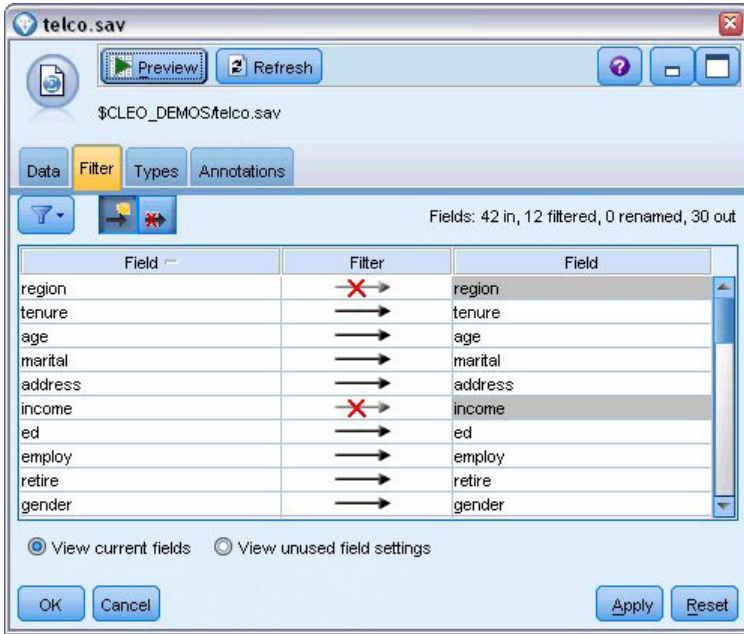 telco.sav
Preview Refresh
$CLEO_DEMOS/telco.sav
Data Filter Types Annotations
Fields: 42 in, 12 filtered, 0 renamed, 30 out
Field Filter Field
region region
tenure tenure
age age
marital marital
address address
income income
ed ed
employ employ
retire retire
gender gender
View current fields View unused field settings
OK Cancel Apply Reset